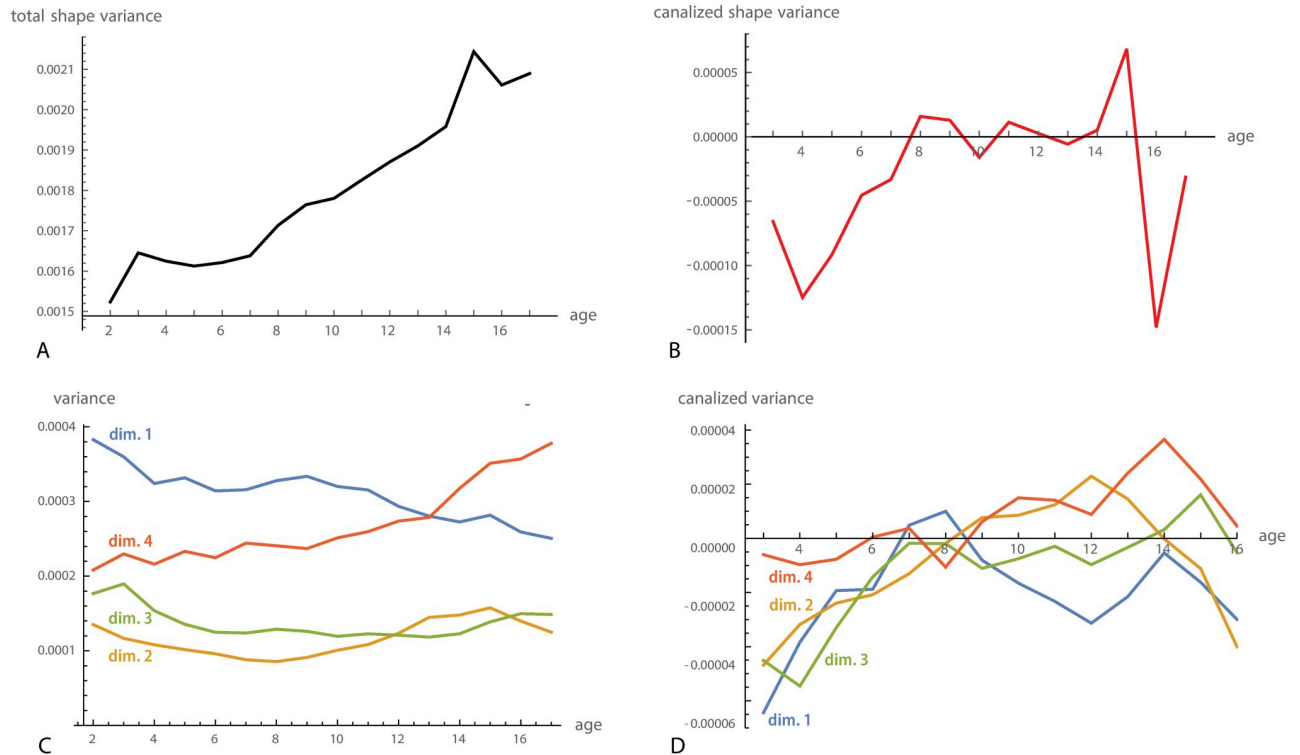 total shape variance
0.0021
0.0020
0.0019
0.0018
0.0017
0.0016
0.0015
2 4 6 8 10 12 14 16
age
A
canalized shape variance
0.00005
0.00000
-0.00005
-0.00010
-0.00015
4 6 8 10 12 14 16
age
B
variance
-
0.0004
0.0003
0.0002
0.0001
dim. 1
dim. 4
dim. 3
dim. 2
2 4 6 8 10 12 14 16
age
C
canalized variance
0.00004
0.00002
0.00000
-0.00002
-0.00004
-0.00006
4 6 8 10 12 14 16
age
dim. 4
dim. 2
dim. 3
dim. 1
D